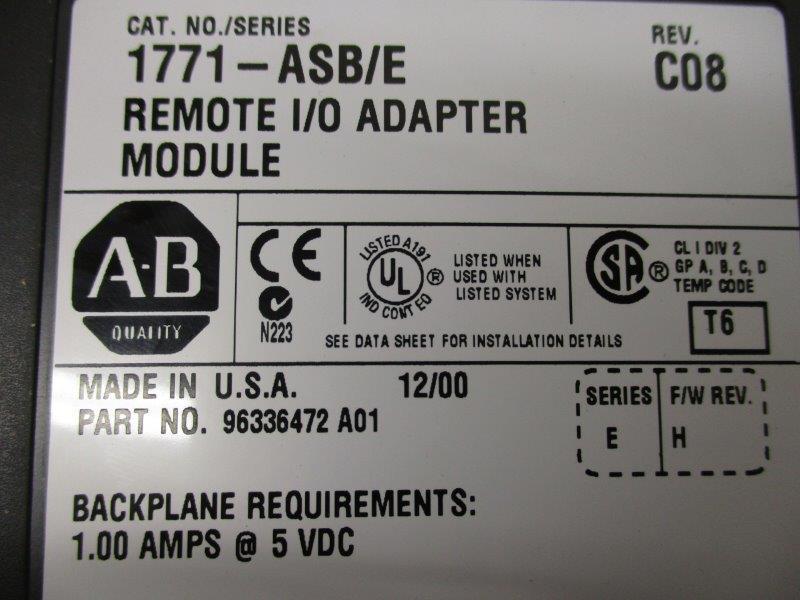 CAT. NO./SERIES
REV.
1771-ASB/E
C08
REMOTE I/O ADAPTER
MODULE
A-B
QUALITY
CE
N223
LISTED A191
UL
®
IND CONT EQ
LISTED WHEN
USED WITH
LISTED SYSTEM
SA
®
CL I DIV 2
GP A, B, C, D
TEMP CODE
T6
SEE DATA SHEET FOR INSTALLATION DETAILS
MADE IN U.S.A.
12/00
PART NO. 96336472 A01
SERIES
F/W REV.
E
H
BACKPLANE REQUIREMENTS:
1.00 AMPS @ 5 VDC